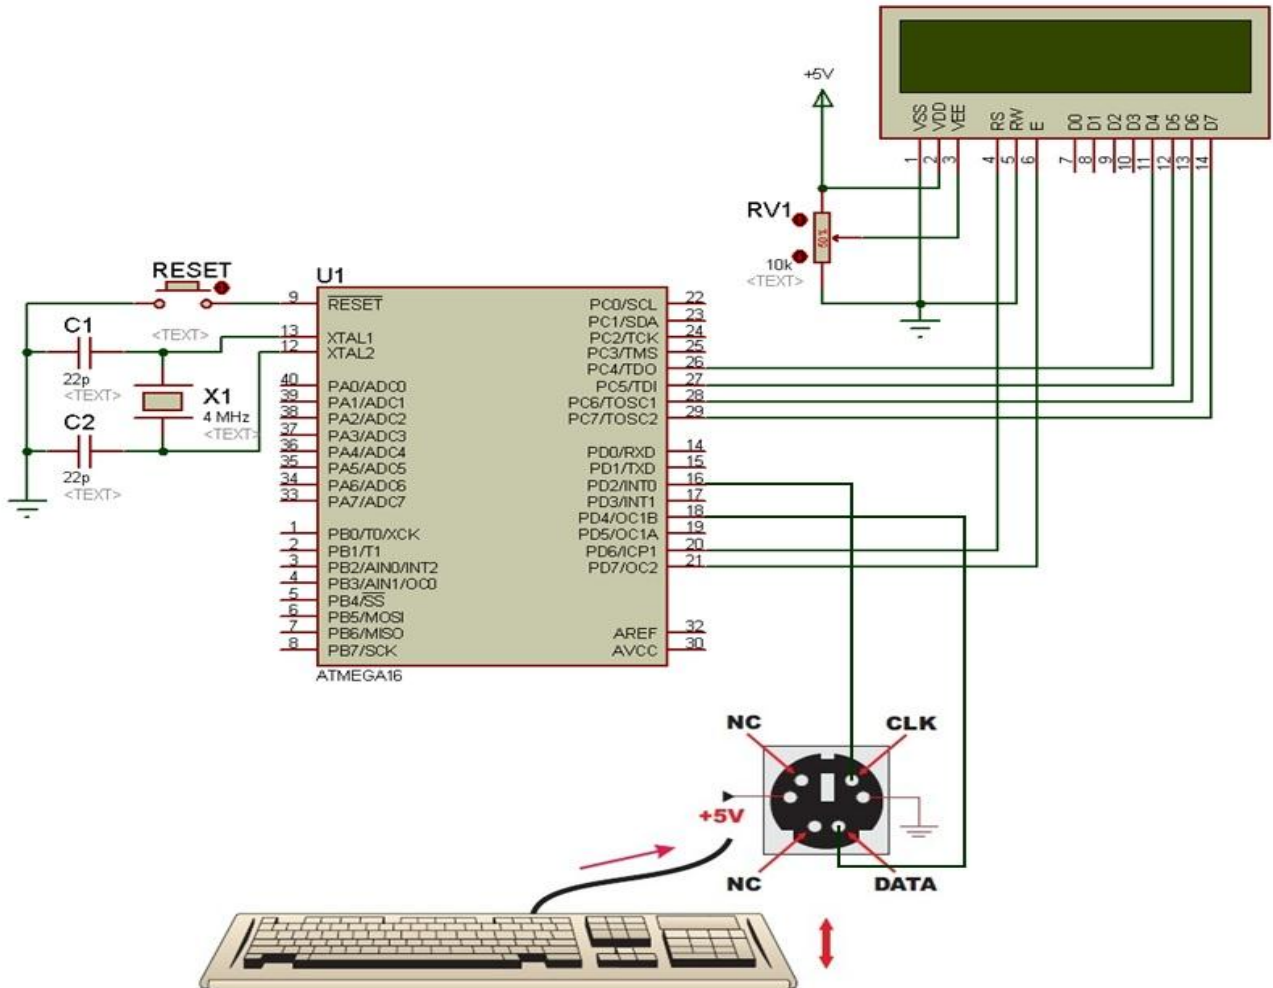 VSS
VDD
VEE
RS
RW
E
D0
D1
D2
D3
D4
D5
D6
D7
1
2
3
4
5
6
7
8
9
10
11
12
13
14
+5V
RV1
50%
10k
<TEXT>
RESET
<TEXT>
C1
22p
<TEXT>
X1
4 MHz
<TEXT>
C2
22p
<TEXT>
U1
9 RESET
13 XTAL1
12 XTAL2
40 PA0/ADC0
39 PA1/ADC1
38 PA2/ADC2
37 PA3/ADC3
36 PA4/ADC4
35 PA5/ADC5
34 PA6/ADC6
33 PA7/ADC7
1 PB0/T0/XCK
2 PB1/T1
3 PB2/AIN0/INT2
4 PB3/AIN1/OC0
5 PB4/SS
6 PB5/MOSI
7 PB6/MISO
8 PB7/SCK
PC0/SCL 22
PC1/SDA 23
PC2/TCK 24
PC3/TMS 25
PC4/TDO 26
PC5/TDI 27
PC6/TOSC1 28
PC7/TOSC2 29
PD0/RXD 14
PD1/TXD 15
PD2/INT0 16
PD3/INT1 17
PD4/OC1B 18
PD5/OC1A 19
PD6/ICP1 20
PD7/OC2 21
AREF 32
AVCC 30
ATMEGA16
NC
CLK
+5V
NC
DATA